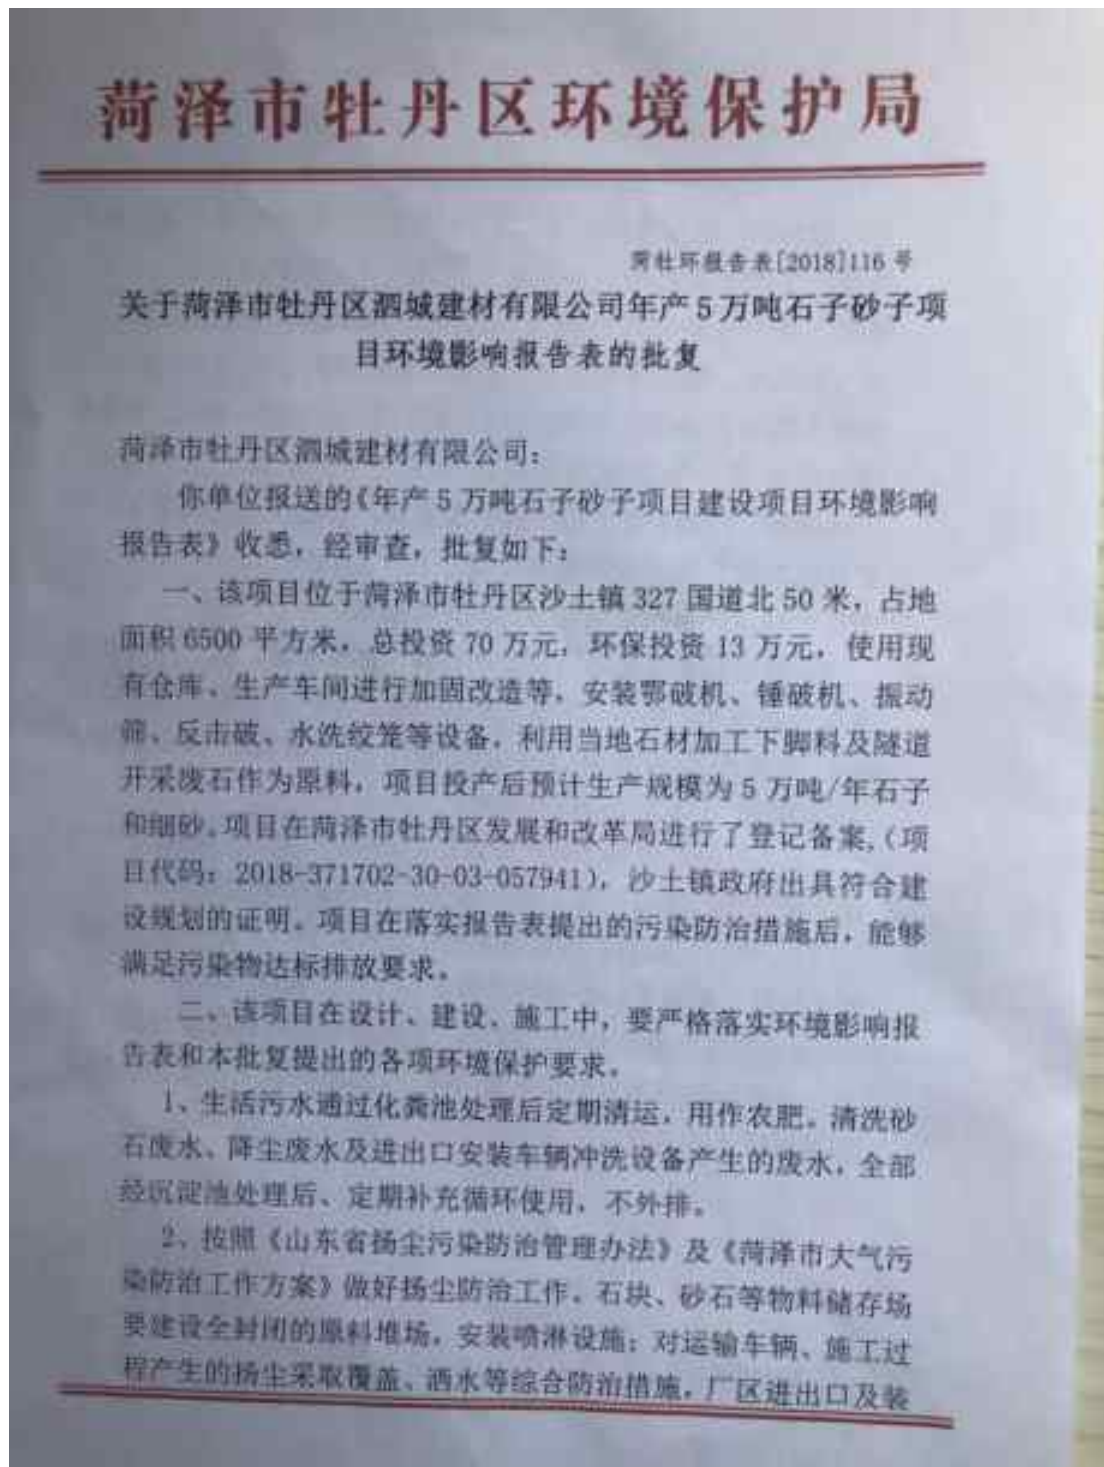 菏泽市牡丹区环境保护局
菏牡环报告表[2018]116号
关于菏泽市牡丹区泗城建材有限公司年产5万吨石子砂子项
目环境影响报告表的批复
菏泽市牡丹区泗城建材有限公司：
你单位报送的《年产5万吨石子砂子项目建设项目环境影响
报告表》收悉，经审查，批复如下：
一、该项目位于菏泽市牡丹区沙土镇327国道北50米，占地
面积6500平方米，总投资70万元，环保投资13万元，使用现
有仓库、生产车间进行加固改造等，安装鄂破机、锤破机、振动
筛、反击破、水洗绞笼等设备，利用当地石材加工下脚料及隧道
开采废石作为原料，项目投产后预计生产规模为5万吨/年石子
和细砂。项目在菏泽市牡丹区发展和改革局进行了登记备案,（项
目代码：2018-371702-30-03-057941），沙土镇政府出具符合建
设规划的证明。项目在落实报告表提出的污染防治措施后，能够
满足污染物达标排放要求。
二、该项目在设计、建设、施工中，要严格落实环境影响报
告表和本批复提出的各项环境保护要求。
1、生活污水通过化粪池处理后定期清运，用作农肥。清洗砂
石废水、降尘废水及进出口安装车辆冲洗设备产生的废水，全部
经沉淀池处理后、定期补充循环使用，不外排。
2、按照《山东省扬尘污染防治管理办法》及《菏泽市大气污
染防治工作方案》做好扬尘防治工作。石块、砂石等物料储存场
要建设全封闭的原料堆场，安装喷淋设施；对运输车辆、施工过
程产生的扬尘采取覆盖、洒水等综合防治措施，厂区进出口及装